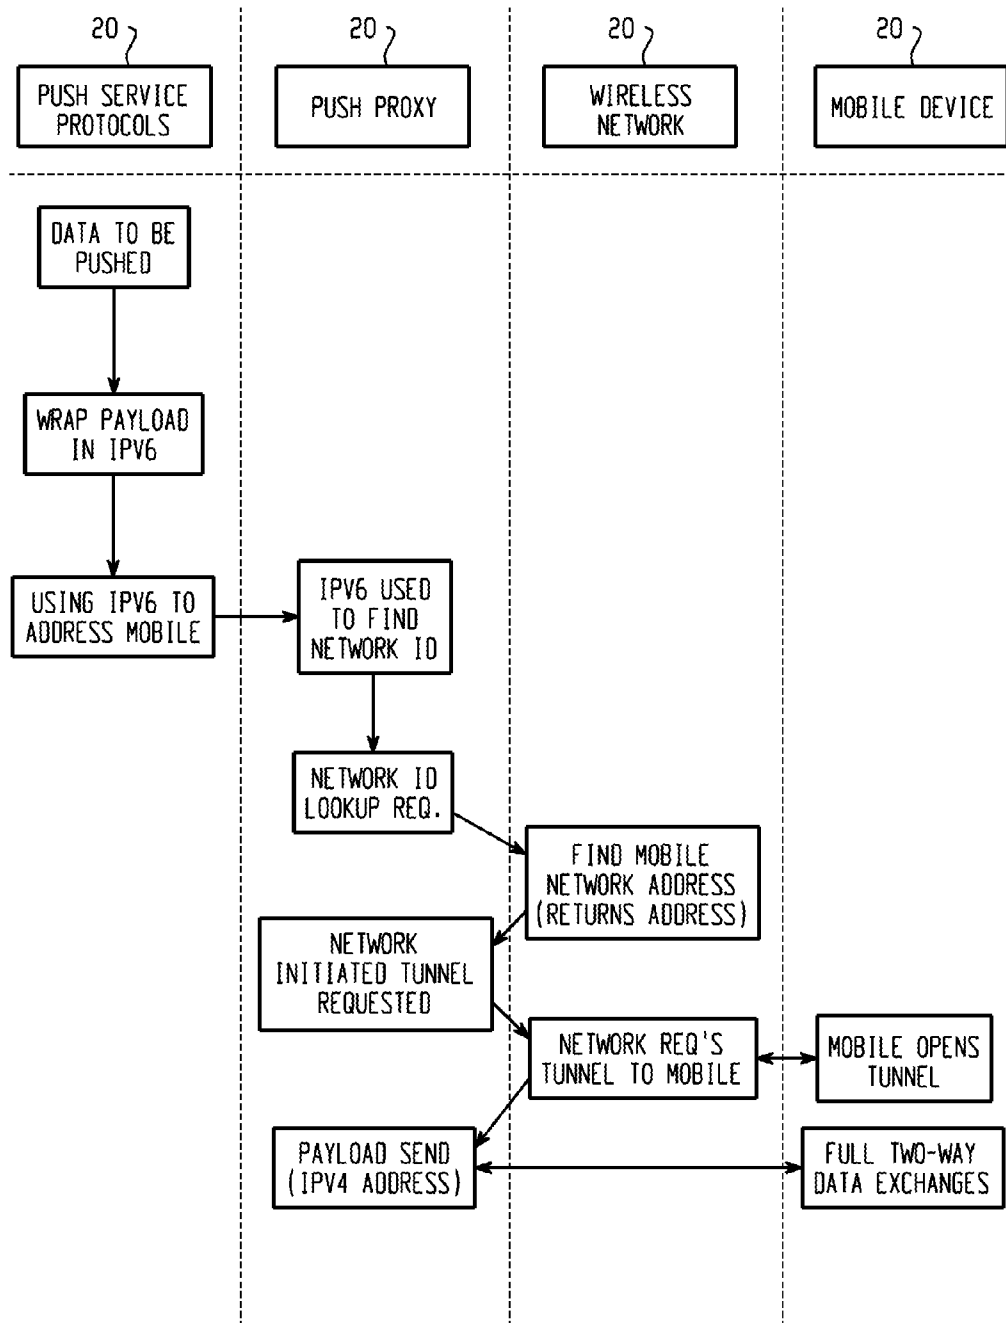 20
20
20
20
PUSH SERVICE
PROTOCOLS
PUSH PROXY
WIRELESS
NETWORK
MOBILE DEVICE
DATA TO BE
PUSHED
WRAP PAYLOAD
IN IPV6
USING IPV6 TO
ADDRESS MOBILE
IPV6 USED
TO FIND
NETWORK ID
NETWORK ID
LOOKUP REQ.
FIND MOBILE
NETWORK ADDRESS
(RETURNS ADDRESS)
NETWORK
INITIATED TUNNEL
REQUESTED
NETWORK REQ'S
TUNNEL TO MOBILE
MOBILE OPENS
TUNNEL
PAYLOAD SEND
(IPV4 ADDRESS)
FULL TWO-WAY
DATA EXCHANGES